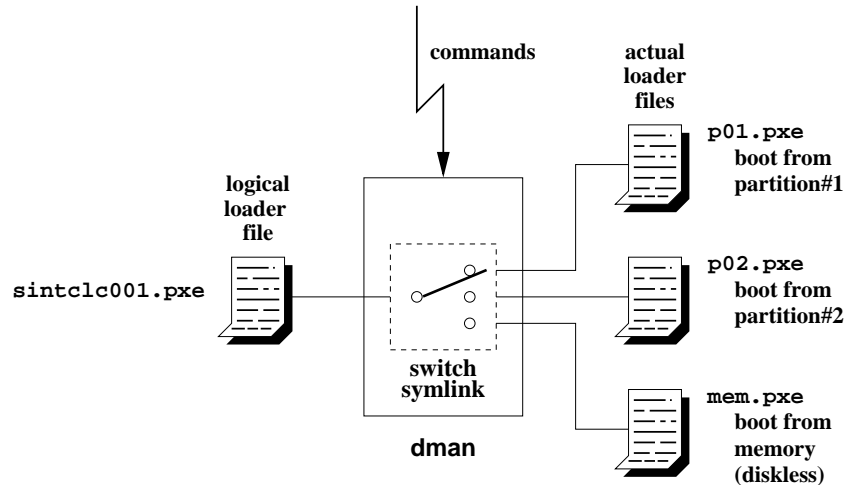 commands
actual
loader
files
p01.pxe
boot from
partition#1
logical
loader
file
sintclc001.pxe
p02.pxe
boot from
partition#2
switch
symlink
dman
mem.pxe
boot from
memory
(diskless)